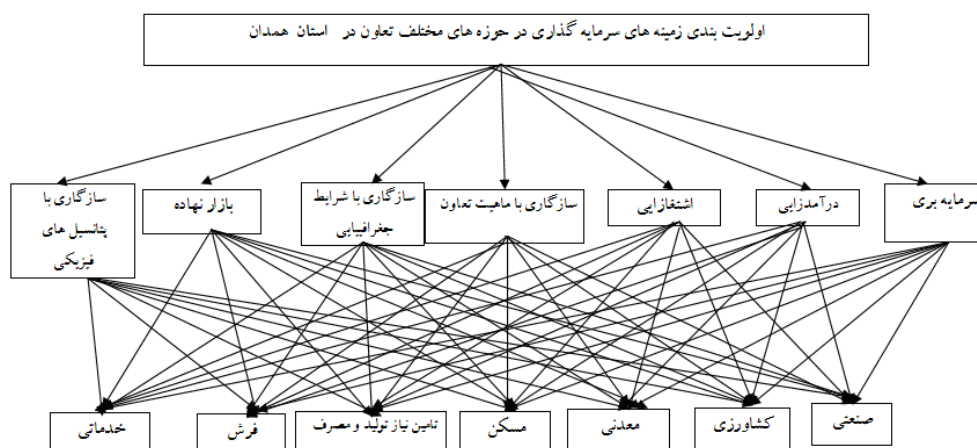 اولویت بندی زمینه های سرمایه گذاری در حوزه های مختلف تعاون در استان همدان
سرمایه بری
درآمدزایی
اشتغازایی
سازگاری با ماهیت تعاون
سازگاری با شرایط
جغرافییایی
بازار نهاده
سازگاری با
پتانسیل های
فیزیکی
صنعتی
کشاورزی
معدنی
مسکن
تامین نیاز تولید و مصرف
فرش
خدماتی